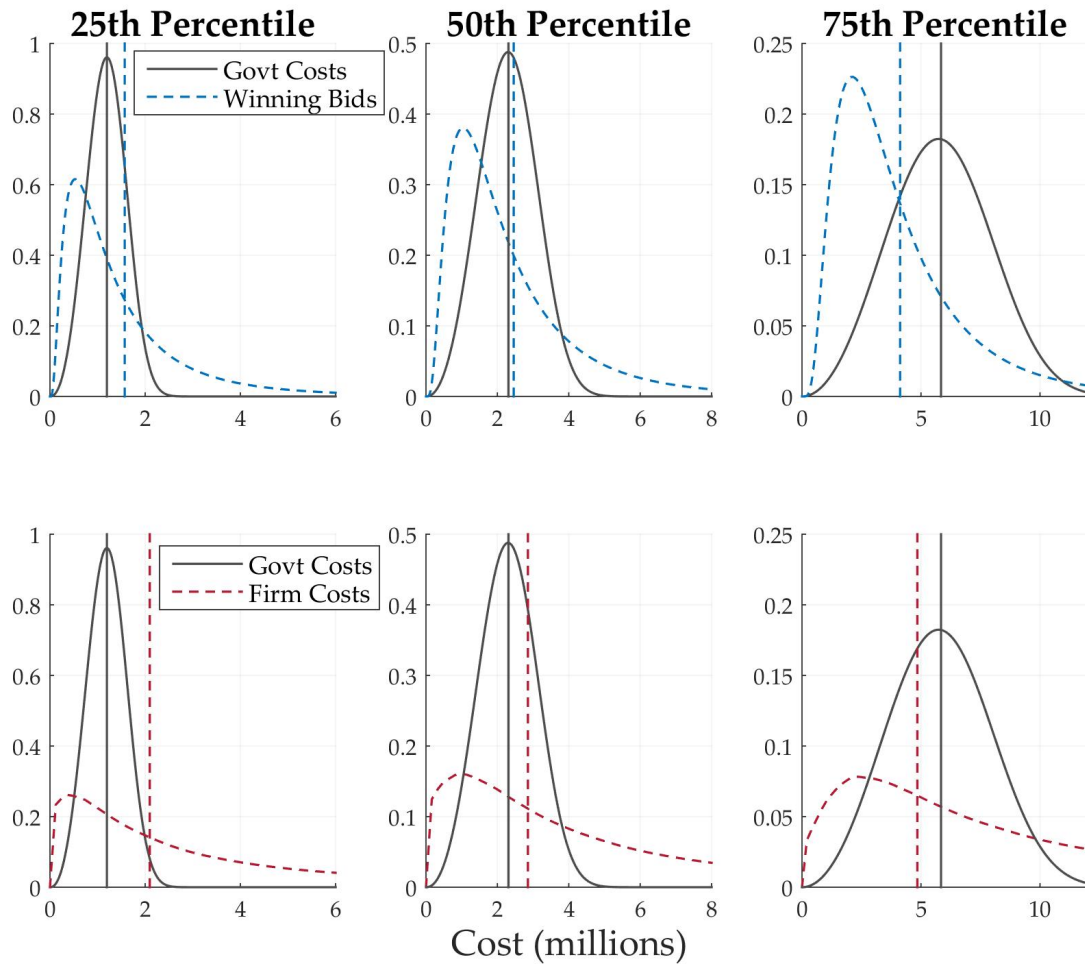 25th Percentile
50th Percentile
75th Percentile
1
0.8
0.6
0.4
0.2
0
0 2 4 6
Govt Costs
Winning Bids
0.5
0.4
0.3
0.2
0.1
0
0 2 4 6 8
0.25
0.2
0.15
0.1
0.05
0
0 5 10
1
0.8
0.6
0.4
0.2
0
0 2 4 6
Govt Costs
Firm Costs
0.5
0.4
0.3
0.2
0.1
0
0 2 4 6 8
0.25
0.2
0.15
0.1
0.05
0
0 5 10
Cost (millions)